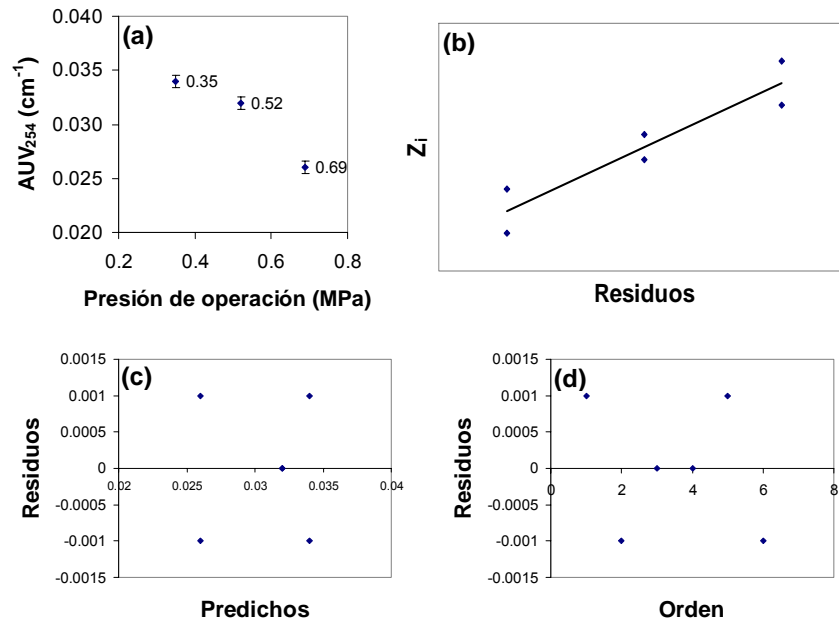 (a)
AUV254 (cm-1)
0.040
0.035
0.030
0.025
0.020
0.35
0.52
0.69
0.2 0.4 0.6 0.8
Presión de operación (MPa)
(b)
Zi
Residuos
(c)
Residuos
0.0015
0.001
0.0005
0
-0.0005
-0.001
-0.0015
0.02 0.025 0.03 0.035 0.04
Predichos
(d)
Residuos
0.0015
0.001
0.0005
0
-0.0005
-0.001
-0.0015
0 2 4 6 8
Orden